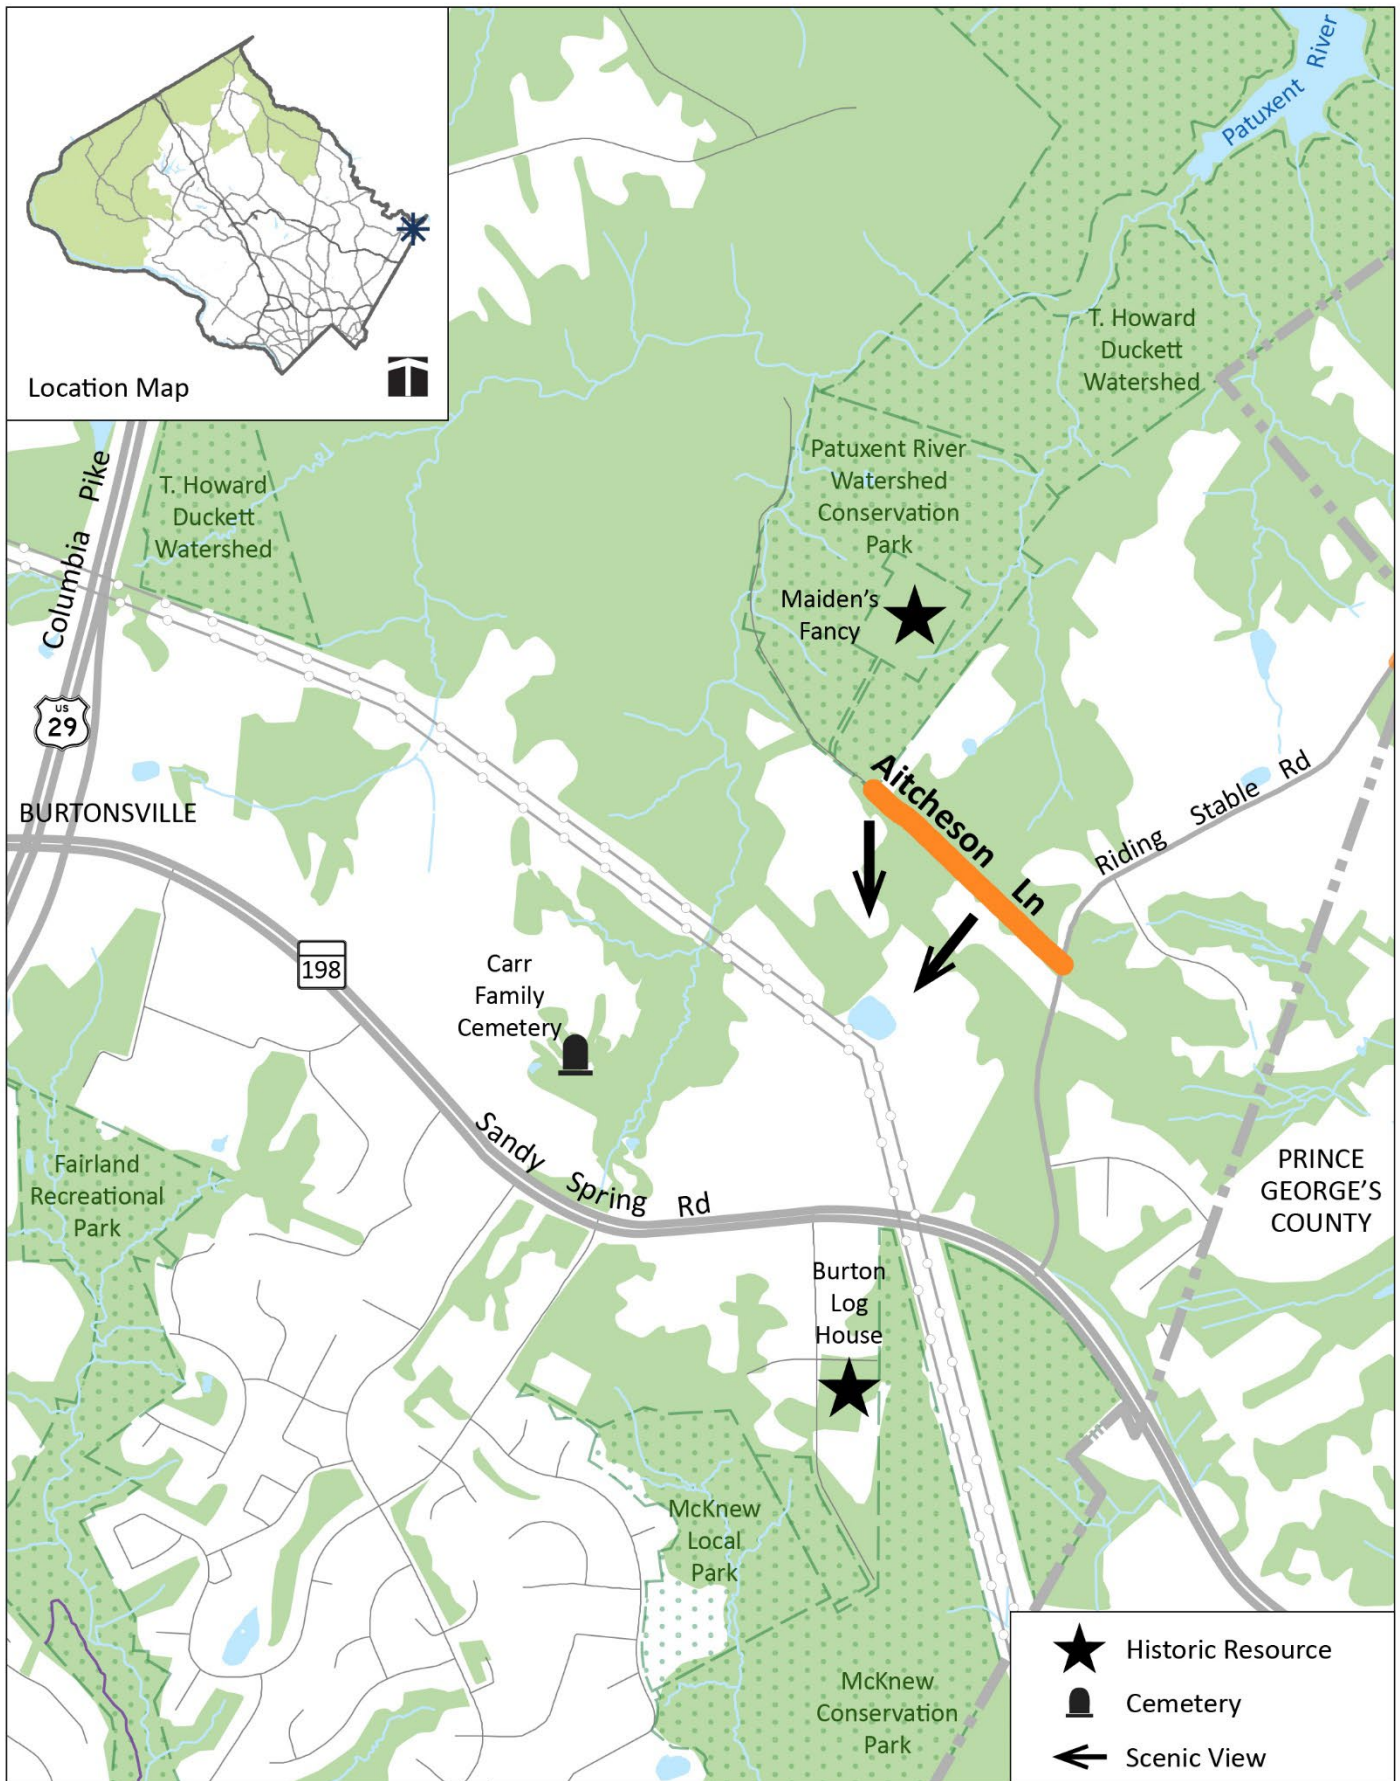 Location Map
Patuxent River
T. Howard
Duckett
Watershed
Columbia Pike
T. Howard
Duckett
Watershed
Patuxent River
Watershed
Conservation
Park
Maiden's
Fancy
US
29
BURTONSVILLE
Aitcheson Ln
Riding Stable Rd
198
Carr
Family
Cemetery
Sandy Spring Rd
Fairland
Recreational
Park
PRINCE
GEORGE'S
COUNTY
Burton
Log
House
McKnew
Local
Park
McKnew
Conservation
Park
Historic Resource
Cemetery
Scenic View